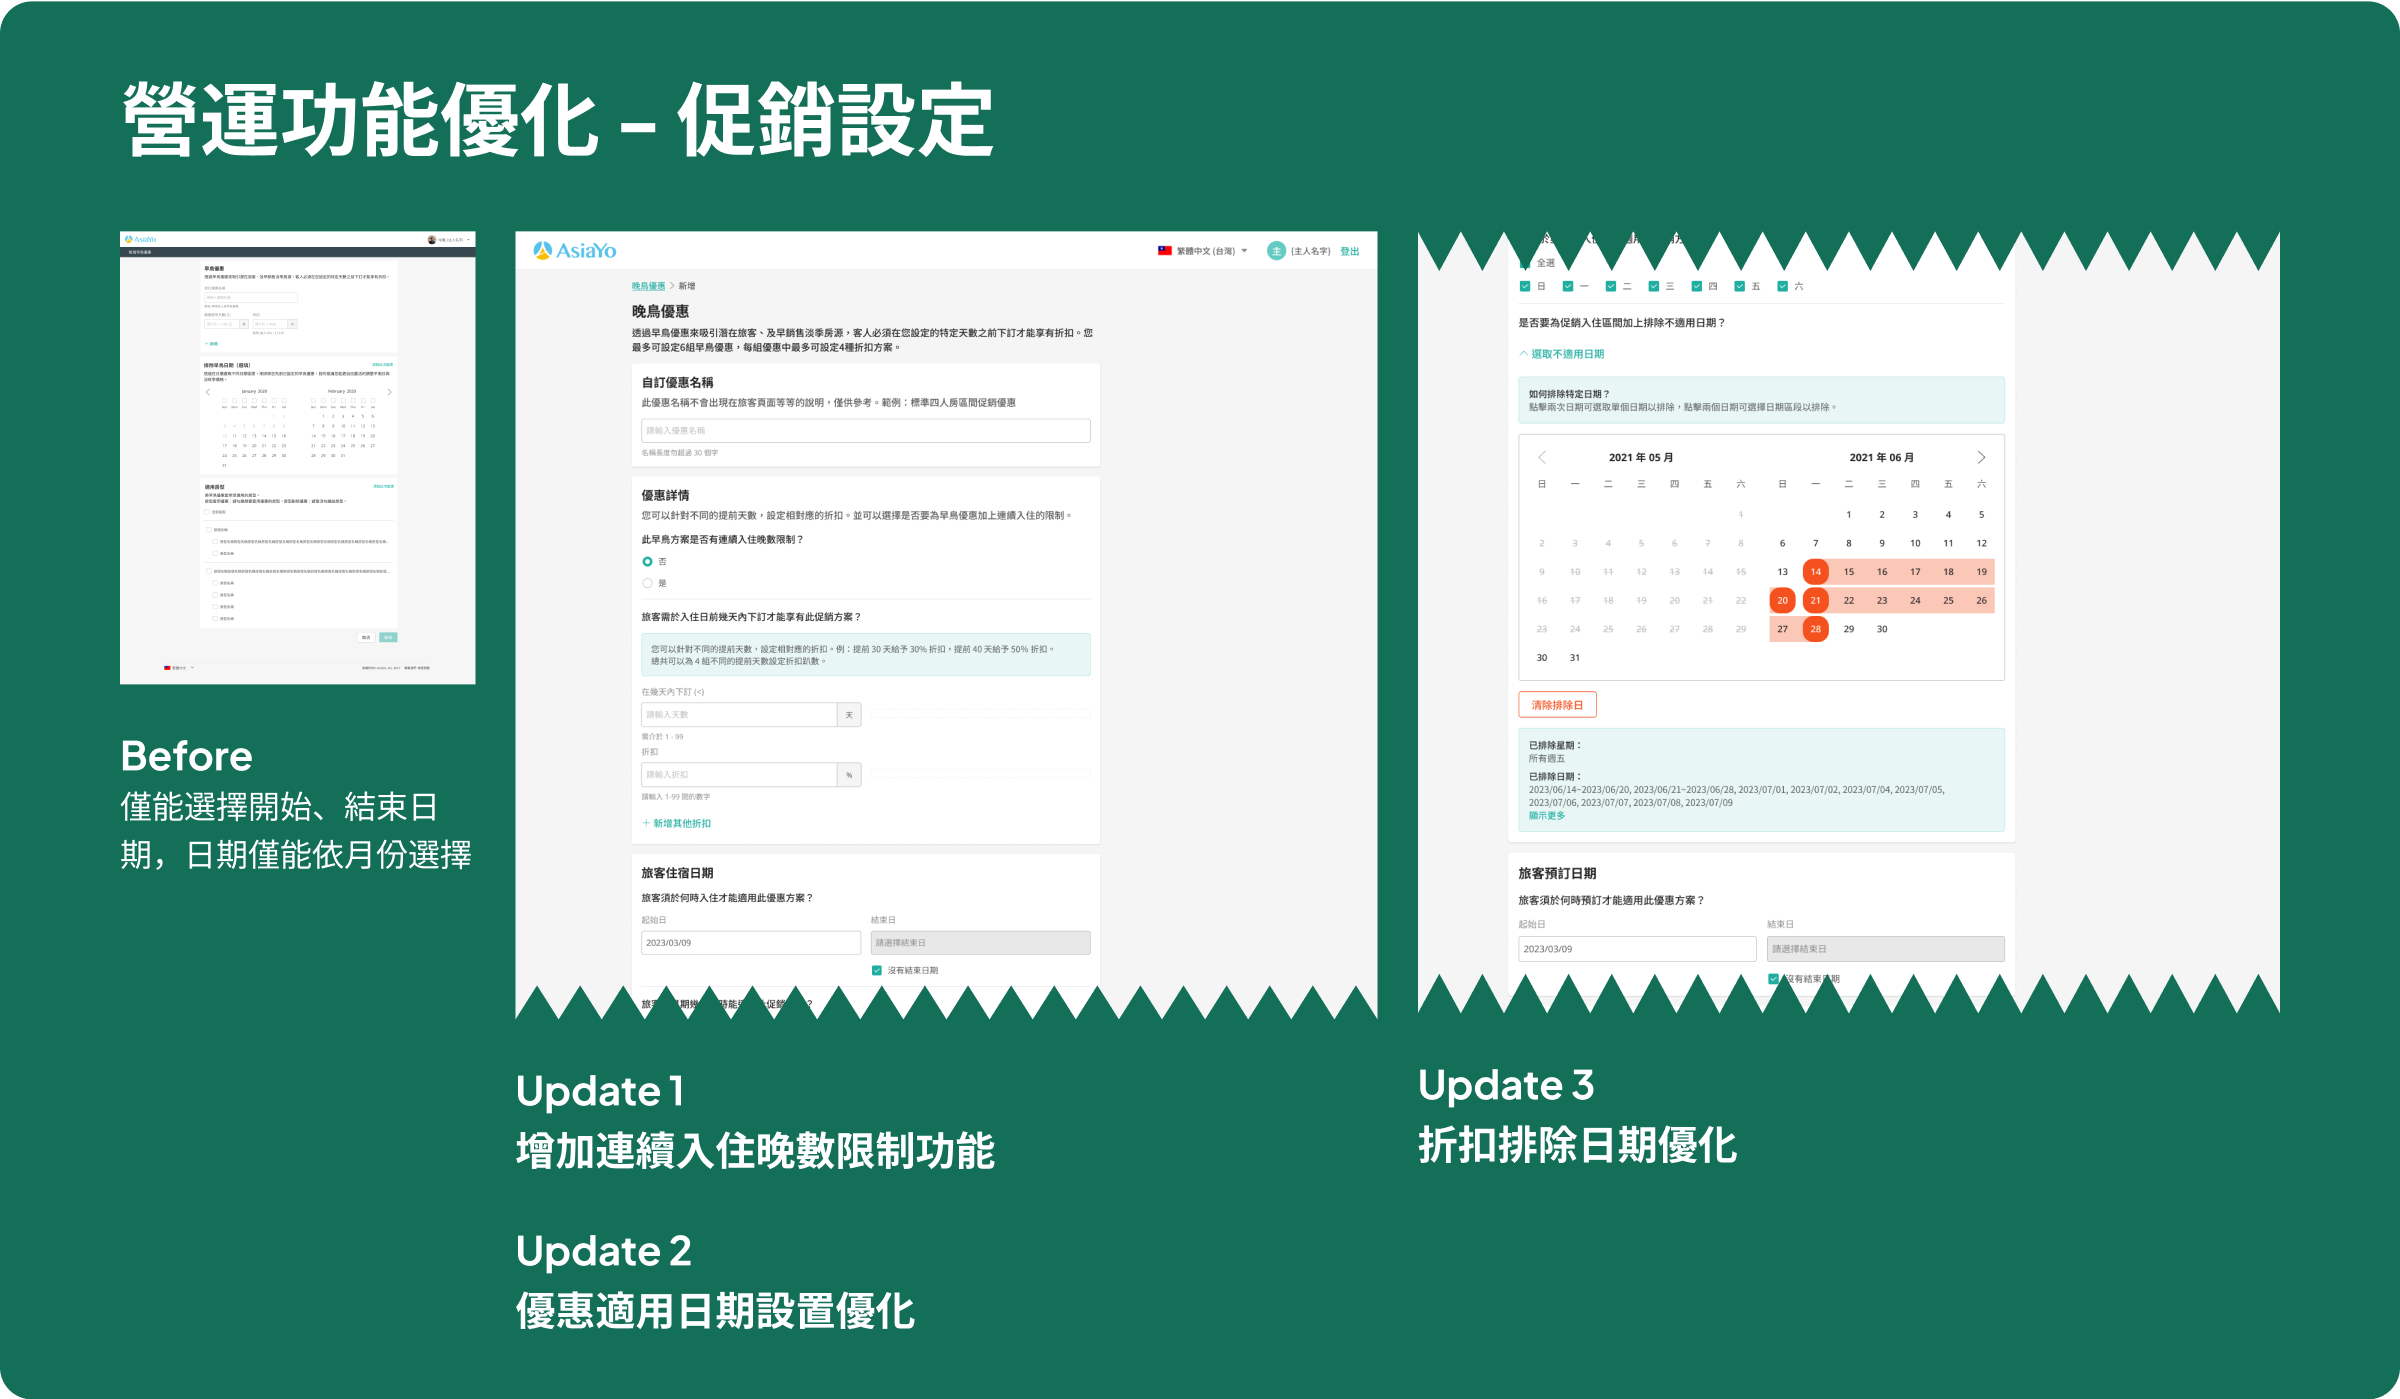 營運功能優化 – 促銷設定
AsiaYo
早鳥優惠
January 2020
February 2020
適用房型
Before
僅能選擇開始、結束日
期，日期僅能依月份選擇
AsiaYo
繁體中文 (台灣)
主
(主人名字)
登出
晚鳥優惠 > 新增
晚鳥優惠
透過早鳥優惠來吸引潛在旅客、及早銷售淡季房源，客人必須在您設定的特定天數之前下訂才能享有折扣。您
最多可設定6組早鳥優惠，每組優惠中最多可設定4種折扣方案。
自訂優惠名稱
此優惠名稱不會出現在旅客頁面等等的說明，僅供參考。範例：標準四人房區間促銷優惠
請輸入優惠名稱
名稱長度勿超過 30 個字
優惠詳情
您可以針對不同的提前天數，設定相對應的折扣。並可以選擇是否要為早鳥優惠加上連續入住的限制。
此早鳥方案是否有連續入住晚數限制？
否
是
旅客需於入住日前幾天內下訂才能享有此促銷方案？
您可以針對不同的提前天數，設定相對應的折扣。例：提前 30 天給予 30% 折扣，提前 40 天給予 50% 折扣。
總共可以為 4 組不同的提前天數設定折扣趴數。
在幾天內下訂 (<)
請輸入天數
天
需介於 1 - 99
折扣
請輸入折扣
%
請輸入 1-99 間的數字
+ 新增其他折扣
旅客住宿日期
旅客須於何時入住才能適用此優惠方案？
起始日
結束日
2023/03/09
請選擇結束日
沒有結束日期
Update 1
增加連續入住晚數限制功能
Update 2
優惠適用日期設置優化
全選
日 一 二 三 四 五 六
是否要為促銷入住區間加上排除不適用日期？
選取不適用日期
如何排除特定日期？
點擊兩次日期可選取單個日期以排除，點擊兩個日期可選擇日期區段以排除。
2021 年 05 月
2021 年 06 月
日 一 二 三 四 五 六 日 一 二 三 四 五 六
1 1 2 3 4 5
2 3 4 5 6 7 8 6 7 8 9 10 11 12
9 10 11 12 13 14 15 13 14 15 16 17 18 19
16 17 18 19 20 21 22 20 21 22 23 24 25 26
23 24 25 26 27 28 29 27 28 29 30
30 31
清除排除日
已排除星期：
所有週五
已排除日期：
2023/06/14~2023/06/20, 2023/06/21~2023/06/28, 2023/07/01, 2023/07/02, 2023/07/04, 2023/07/05,
2023/07/06, 2023/07/07, 2023/07/08, 2023/07/09
顯示更多
旅客預訂日期
旅客須於何時預訂才能適用此優惠方案？
起始日
結束日
2023/03/09
請選擇結束日
Update 3
折扣排除日期優化